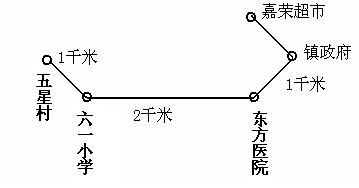 嘉荣超市
镇政府
1千米
1千米
2千米
五星村
六一小学
东方医院